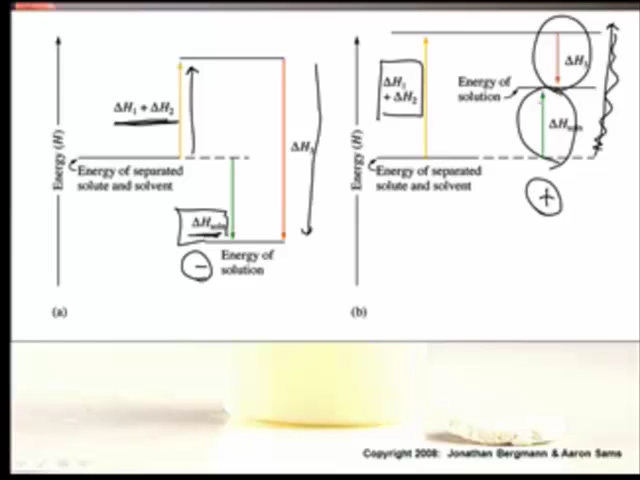 ΔH₁ + ΔH₂
Energy (H)
Energy of separated
solute and solvent
ΔH₃
ΔHsoln
Energy of
solution
−
(a)
ΔH₁
+ ΔH₂
Energy (H)
Energy of
solution
ΔH₃
ΔHsoln
Energy of separated
solute and solvent
+
(b)
Copyright 2008: Jonathan Bergmann & Aaron Sams